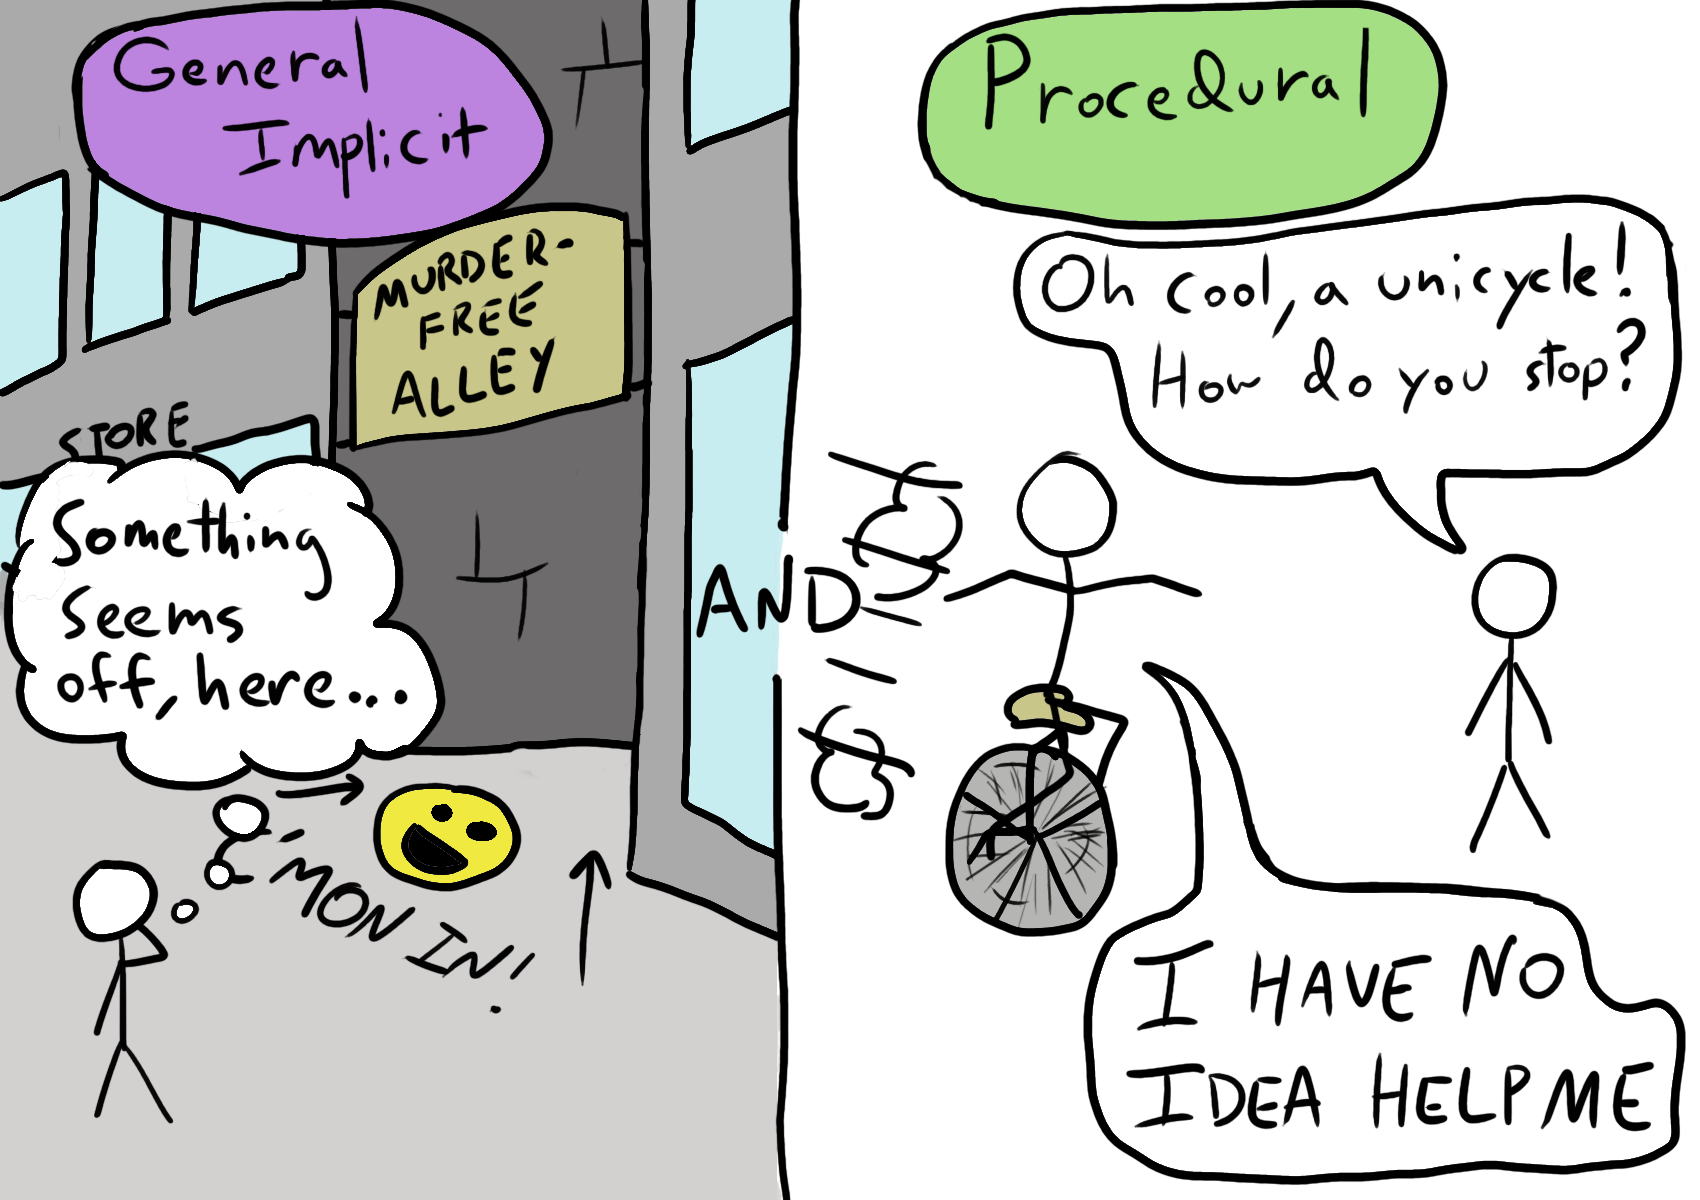 General
Implicit
MURDER-
FREE
ALLEY
STORE
Something
seems
off, here...
C'MON IN!
AND
Procedural
Oh cool, a unicycle!
How do you stop?
I HAVE NO
IDEA HELP ME